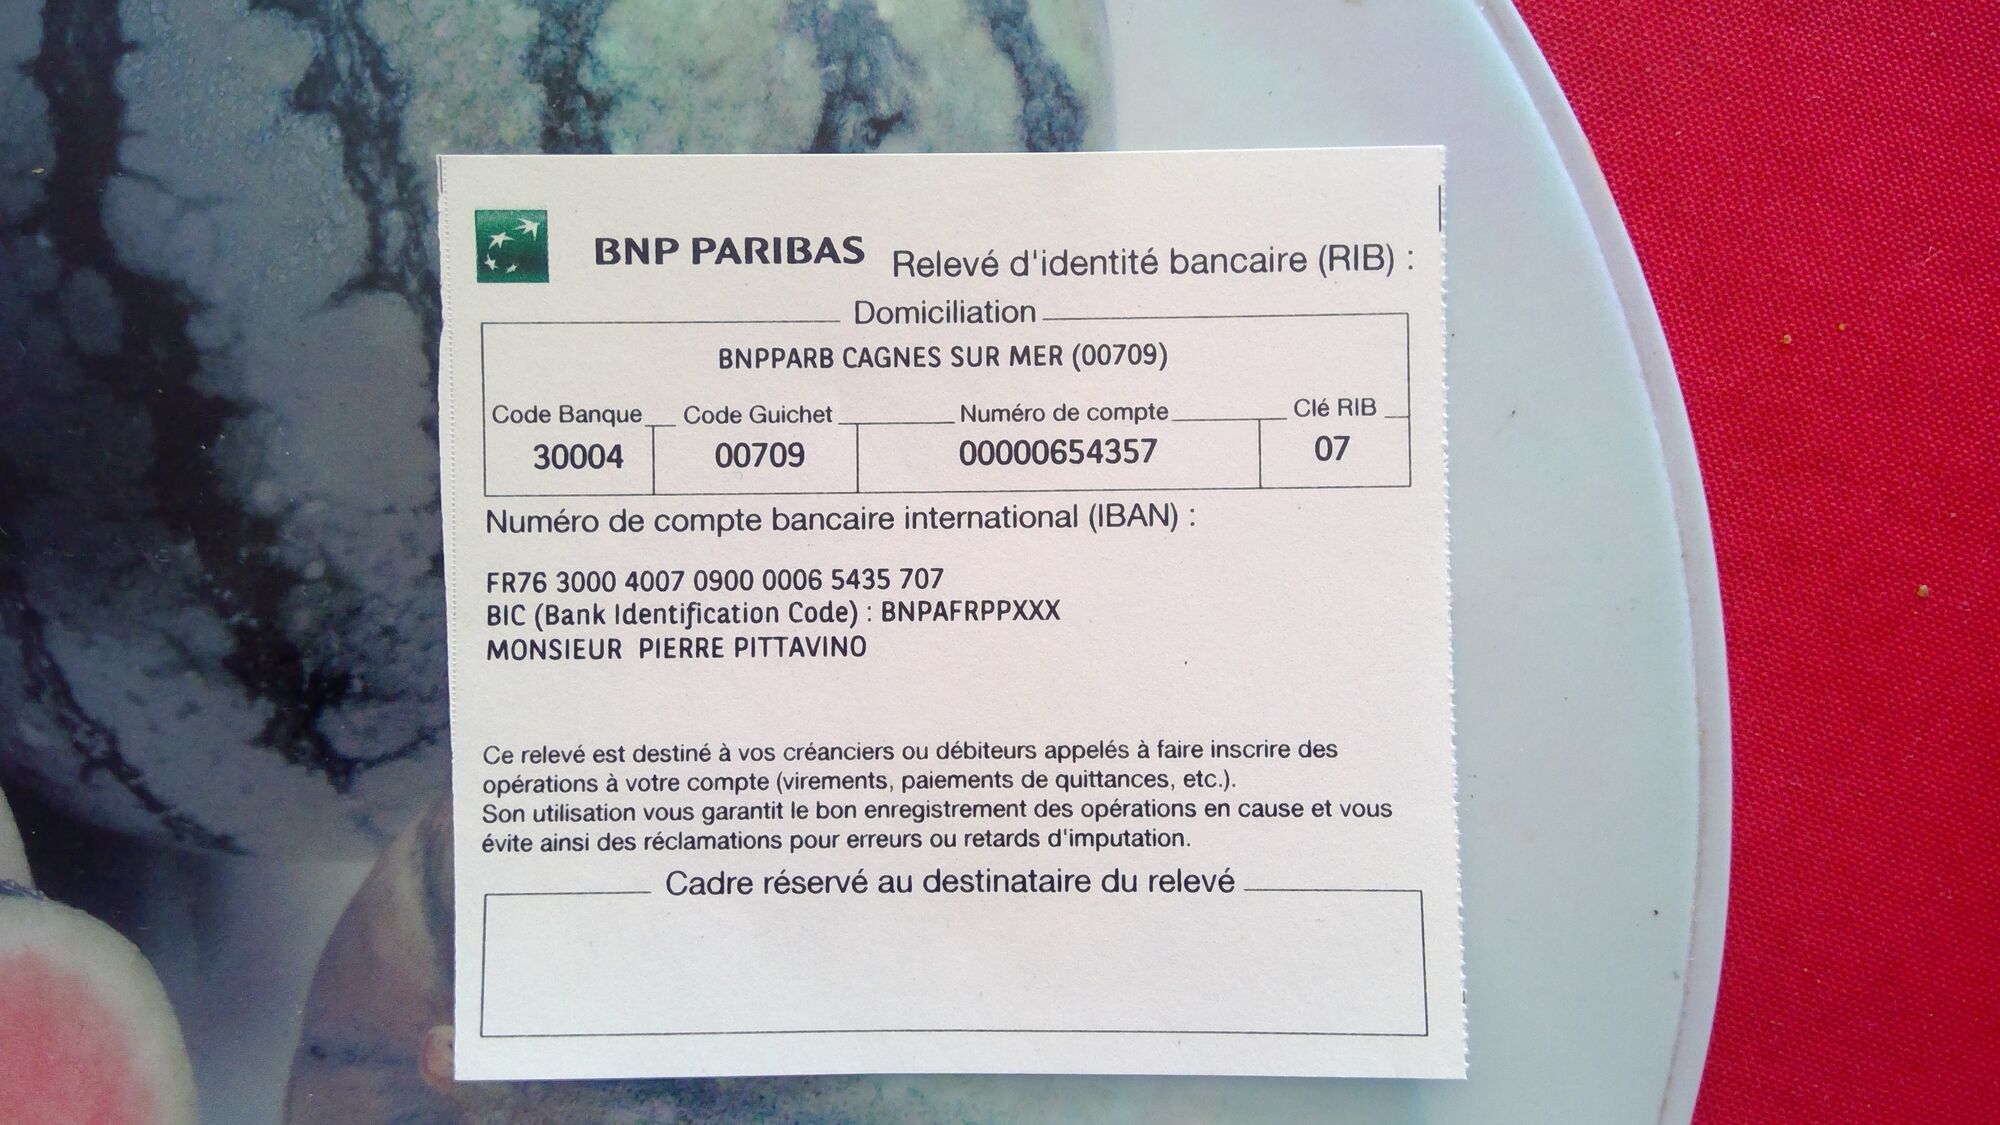 BNP PARIBAS Relevé d'identité bancaire (RIB) :
Domiciliation
BNPPARB CAGNES SUR MER (00709)
Code Banque Code Guichet Numéro de compte Clé RIB
30004 00709 00000654357 07
Numéro de compte bancaire international (IBAN) :
FR76 3000 4007 0900 0006 5435 707
BIC (Bank Identification Code) : BNPAFRPPXXX
MONSIEUR PIERRE PITTAVINO
Ce relevé est destiné à vos créanciers ou débiteurs appelés à faire inscrire des
opérations à votre compte (virements, paiements de quittances, etc.).
Son utilisation vous garantit le bon enregistrement des opérations en cause et vous
évite ainsi des réclamations pour erreurs ou retards d'imputation.
Cadre réservé au destinataire du relevé